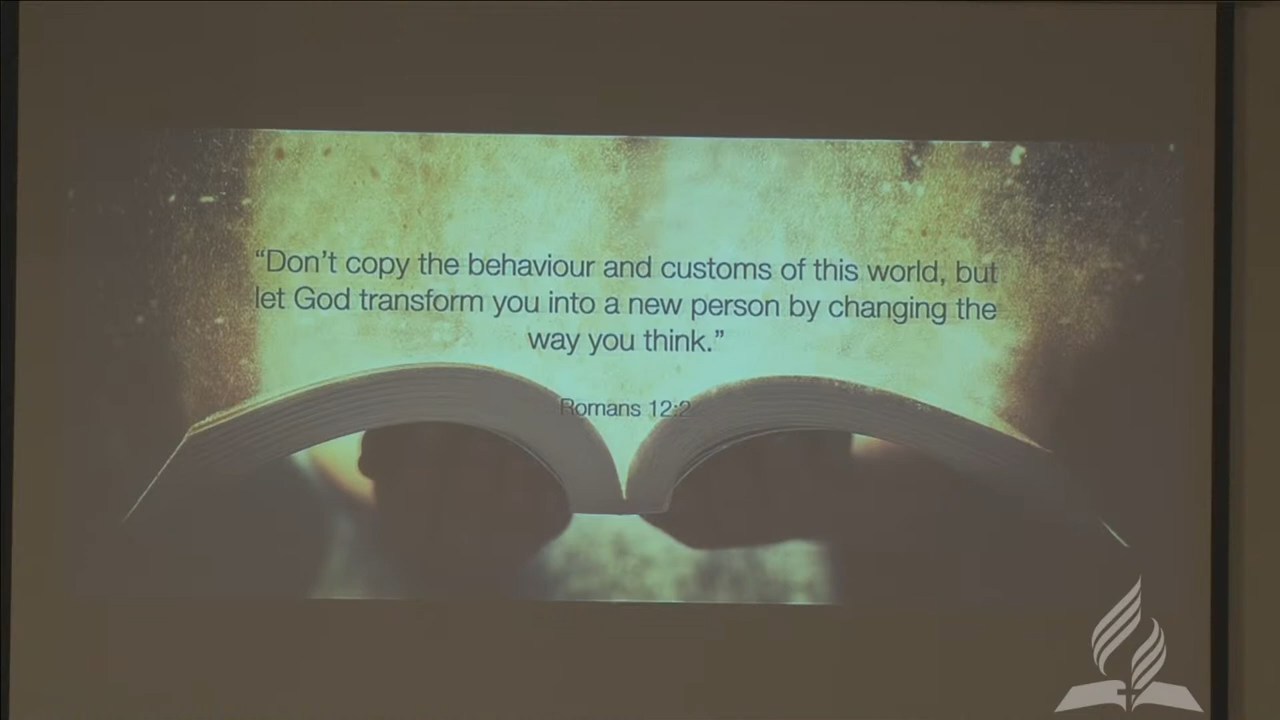 “Don’t copy the behaviour and customs of this world, but
let God transform you into a new person by changing the
way you think.”
Romans 12:2